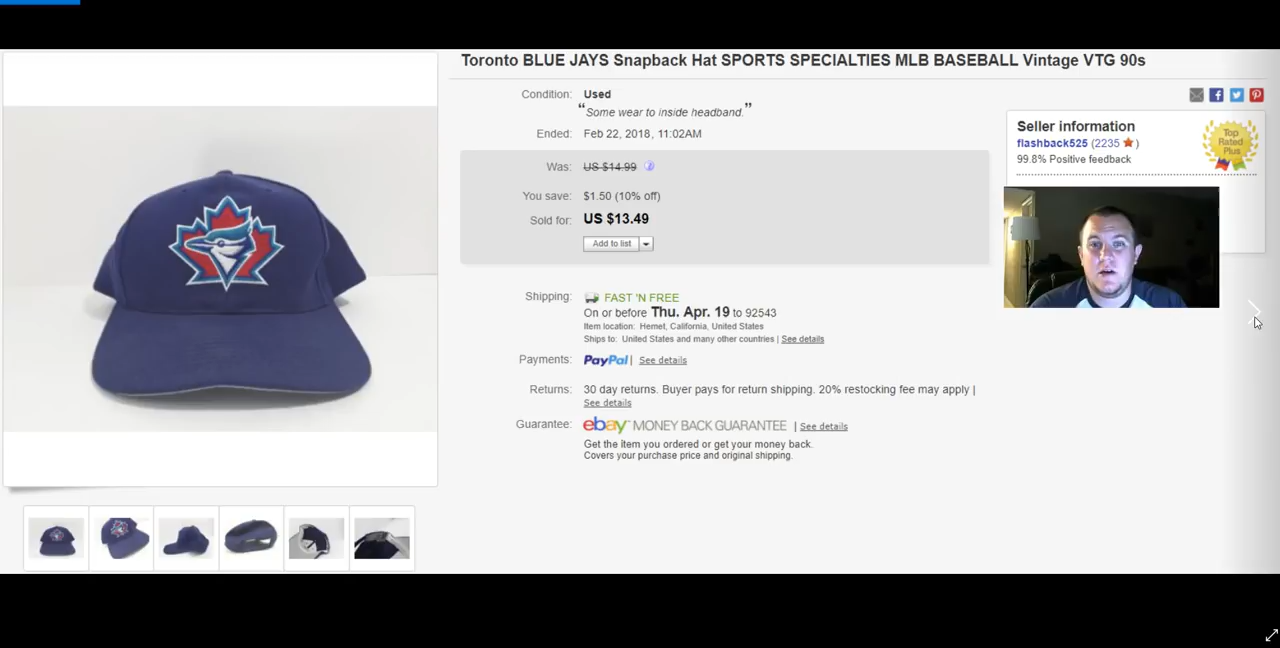 Toronto BLUE JAYS Snapback Hat SPORTS SPECIALTIES MLB BASEBALL Vintage VTG 90s
Condition: Used
“Some wear to inside headband.”
Ended: Feb 22, 2018, 11:02AM
Was: US $14.99
You save: $1.50 (10% off)
Sold for: US $13.49
Add to list
Shipping: FAST 'N FREE
On or before Thu. Apr. 19 to 92543
Item location: Hemet, California, United States
Ships to: United States and many other countries | See details
Payments: PayPal | See details
Returns: 30 day returns. Buyer pays for return shipping. 20% restocking fee may apply |
See details
Guarantee: ebay MONEY BACK GUARANTEE | See details
Get the item you ordered or get your money back.
Covers your purchase price and original shipping.
Seller information
flashback525 (2235 )
99.8% Positive feedback
Top
Rated
Plus